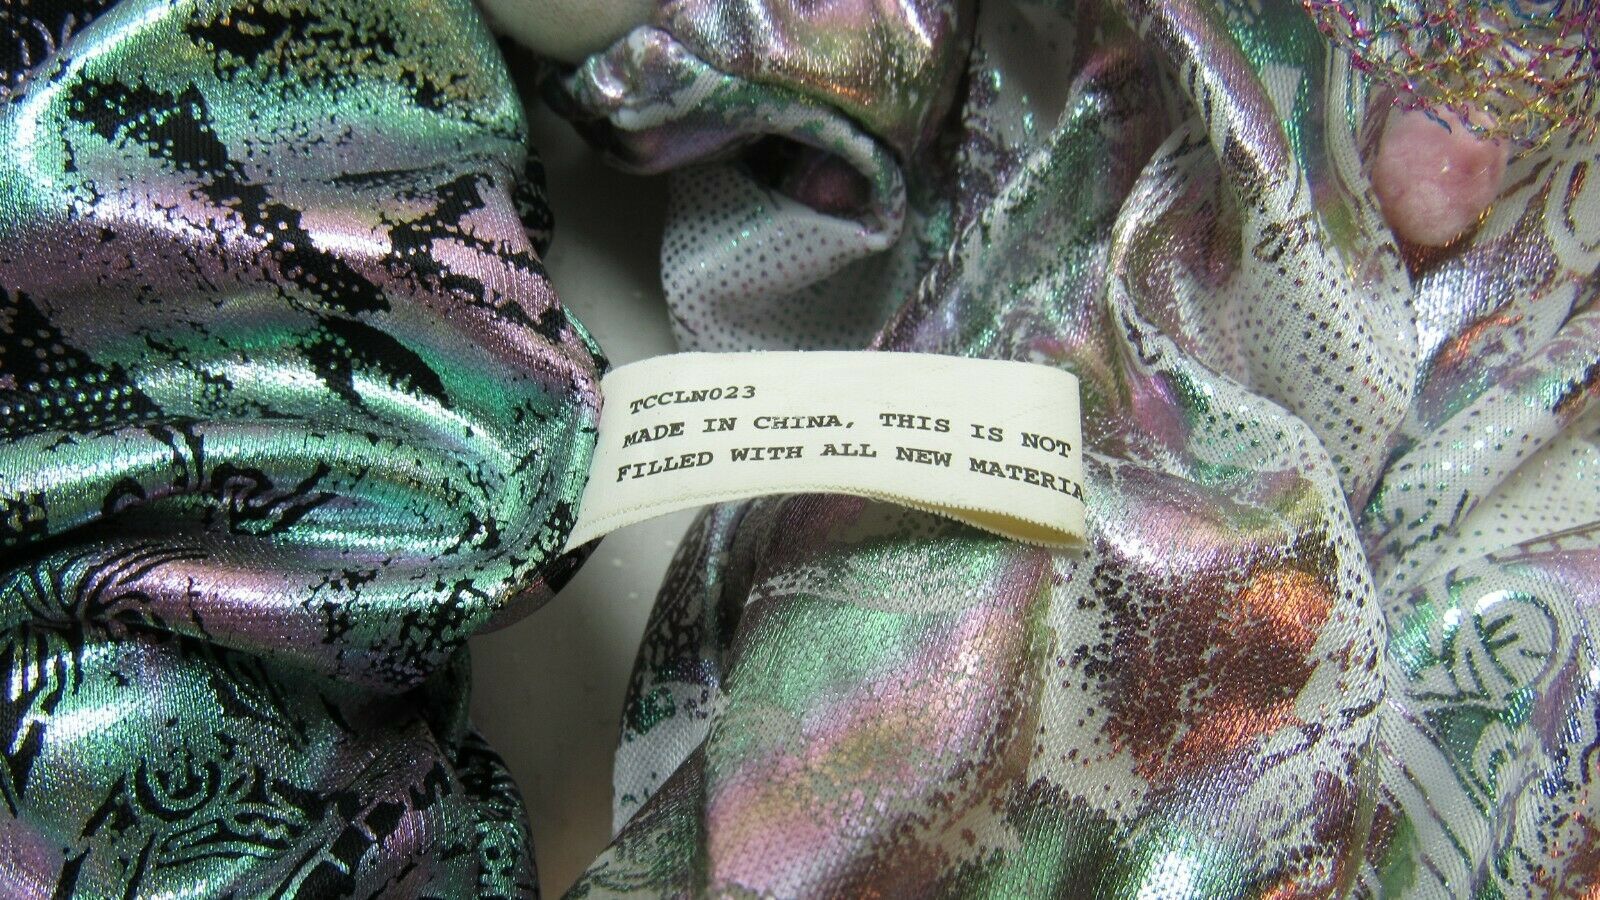 TCCLN023
MADE IN CHINA, THIS IS NOT
FILLED WITH ALL NEW MATERIA